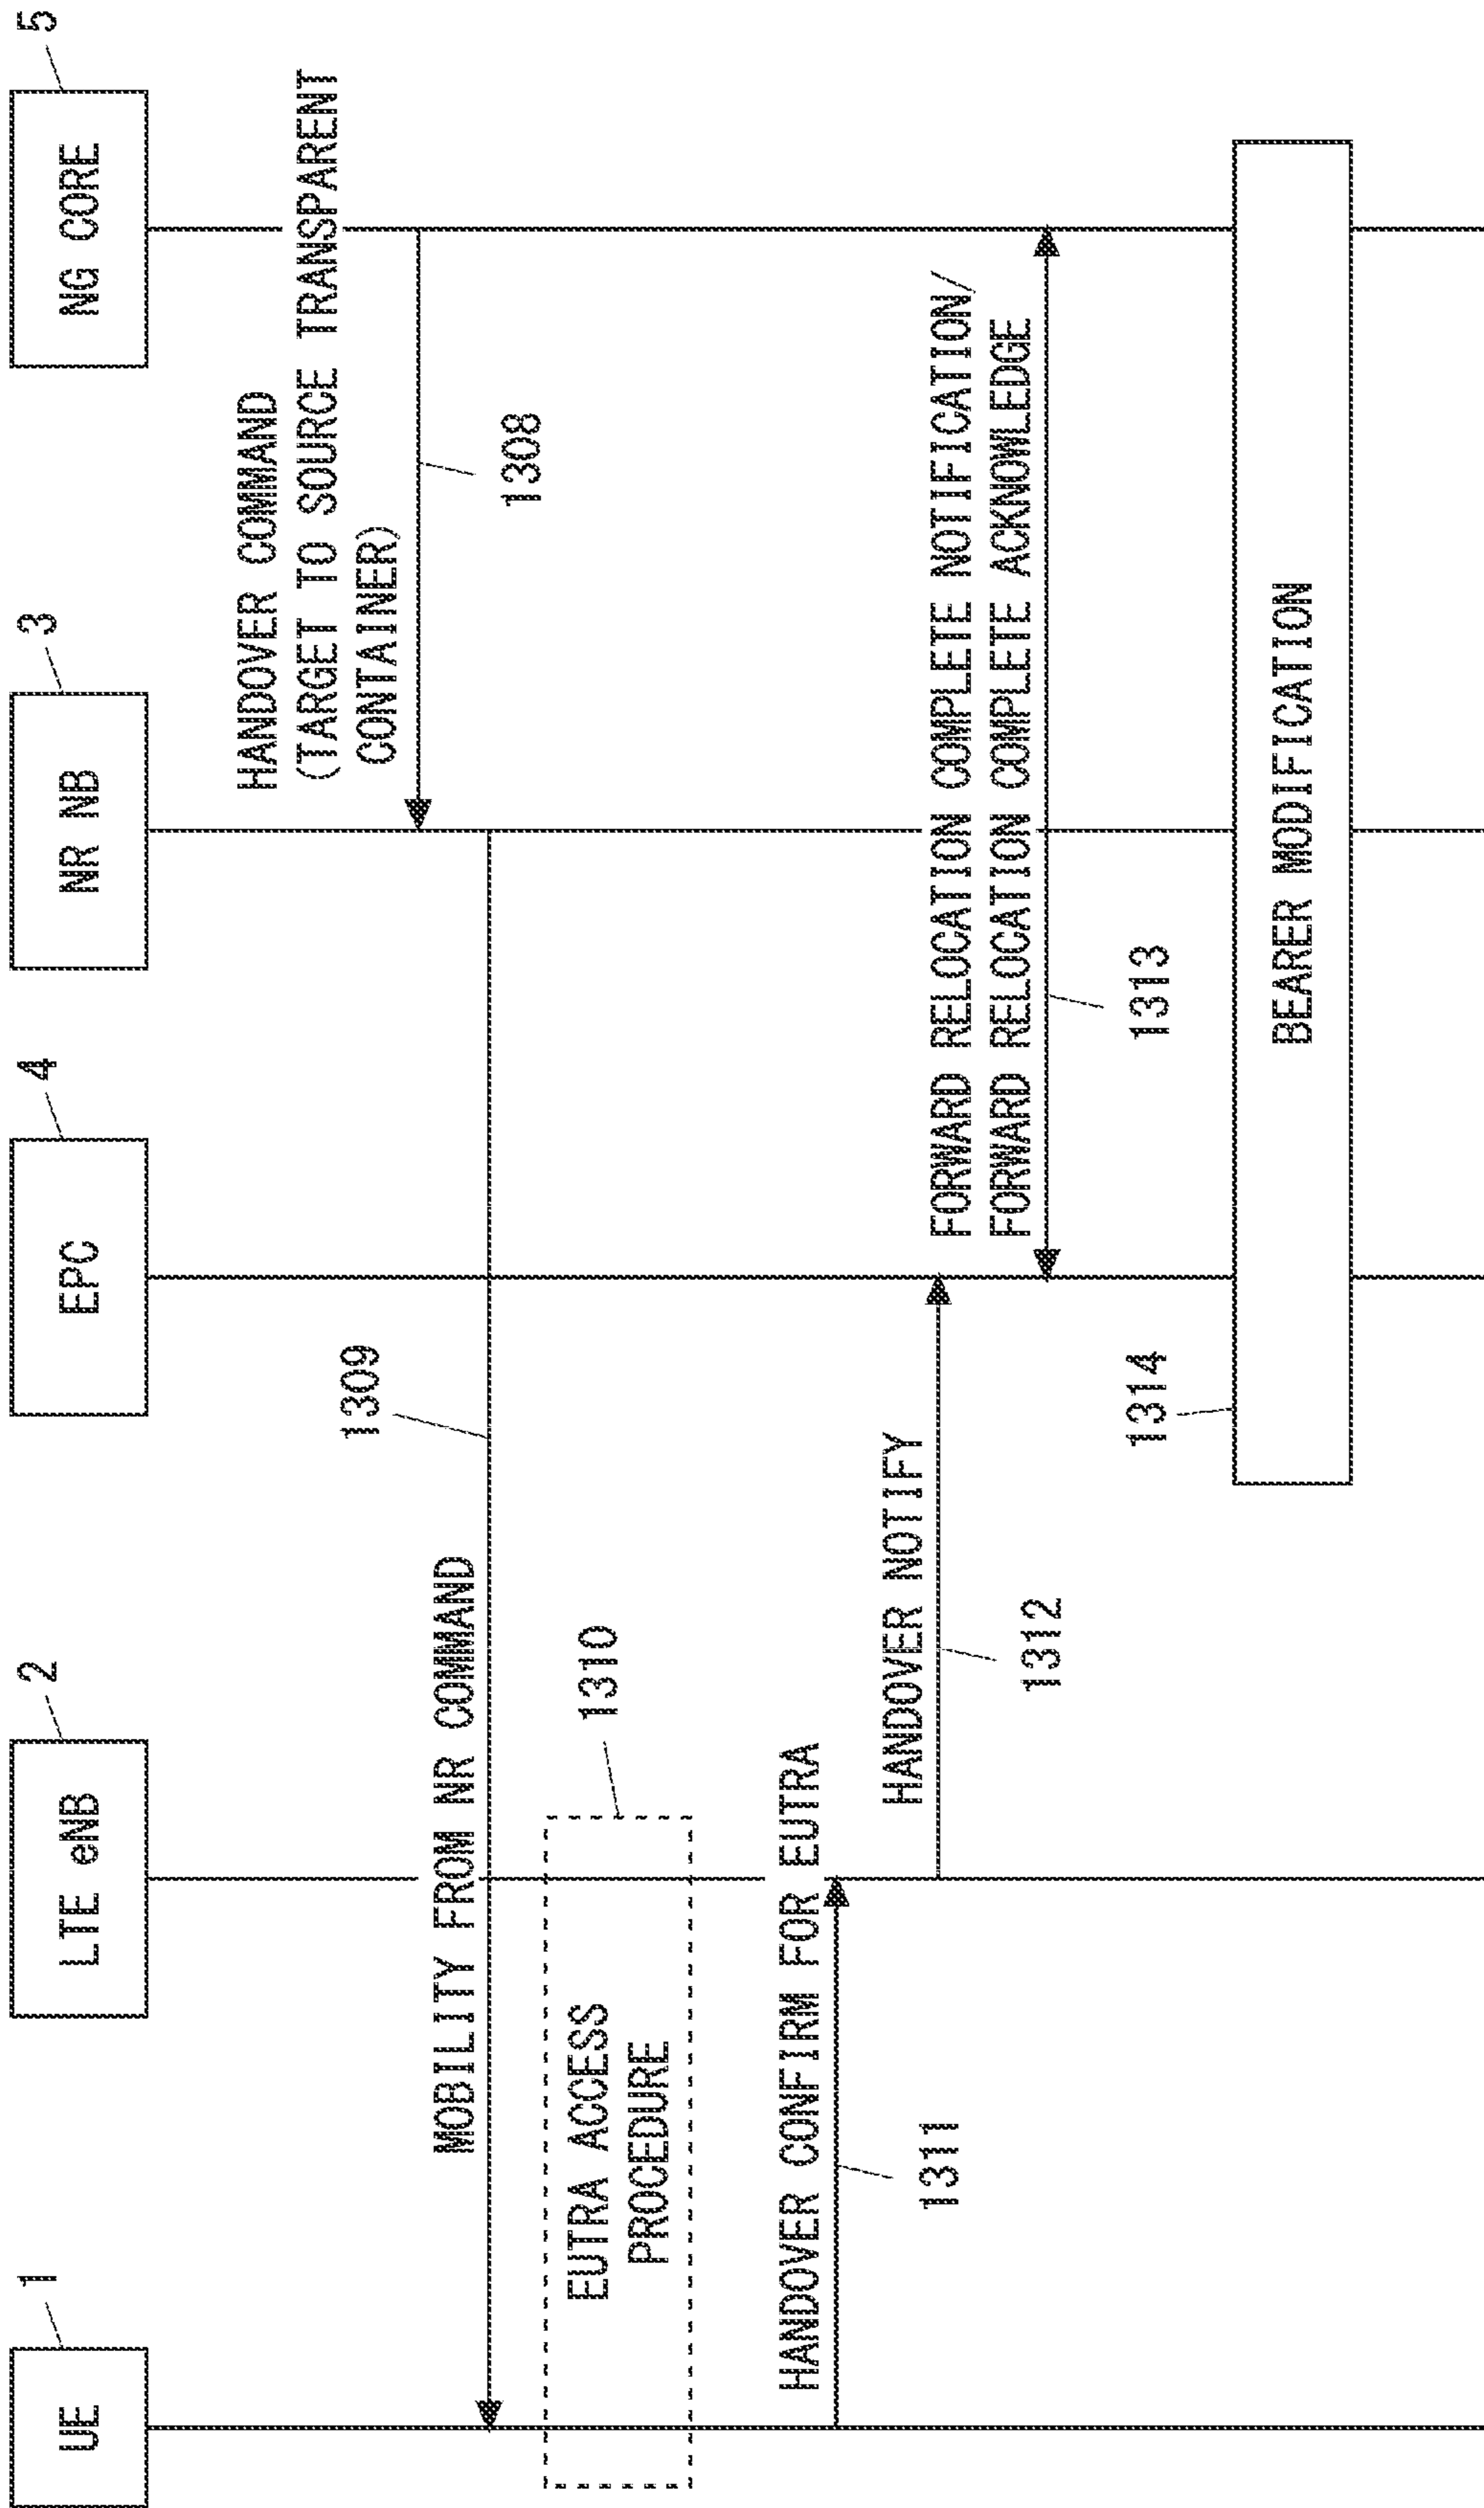 1
2
4
3
5
UE
LTE eNB
EPC
NR NB
NG CORE
HANDOVER COMMAND
(TARGET TO SOURCE TRANSPARENT
CONTAINER)
1308
1309
MOBILITY FROM NR COMMAND
EUTRA ACCESS
PROCEDURE
1310
HANDOVER CONFIRM FOR EUTRA
1311
HANDOVER NOTIFY
1312
FORWARD RELOCATION COMPLETE NOTIFICATION/
FORWARD RELOCATION COMPLETE ACKNOWLEDGE
1313
1314
BEARER MODIFICATION